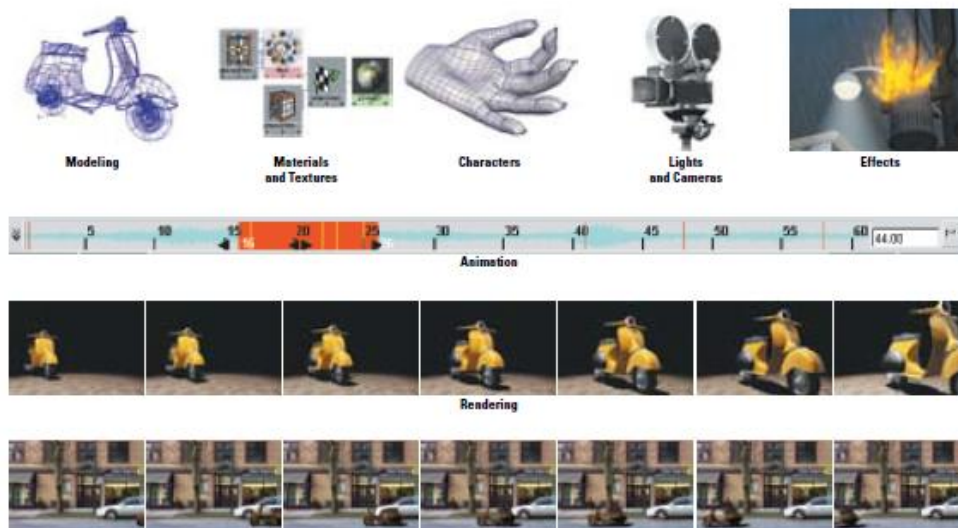 Modeling
Materials
and Textures
Characters
Lights
and Cameras
Effects
5 10 15 20 25 30 35 40 45 50 55 60 44.00
16
Animation
Rendering